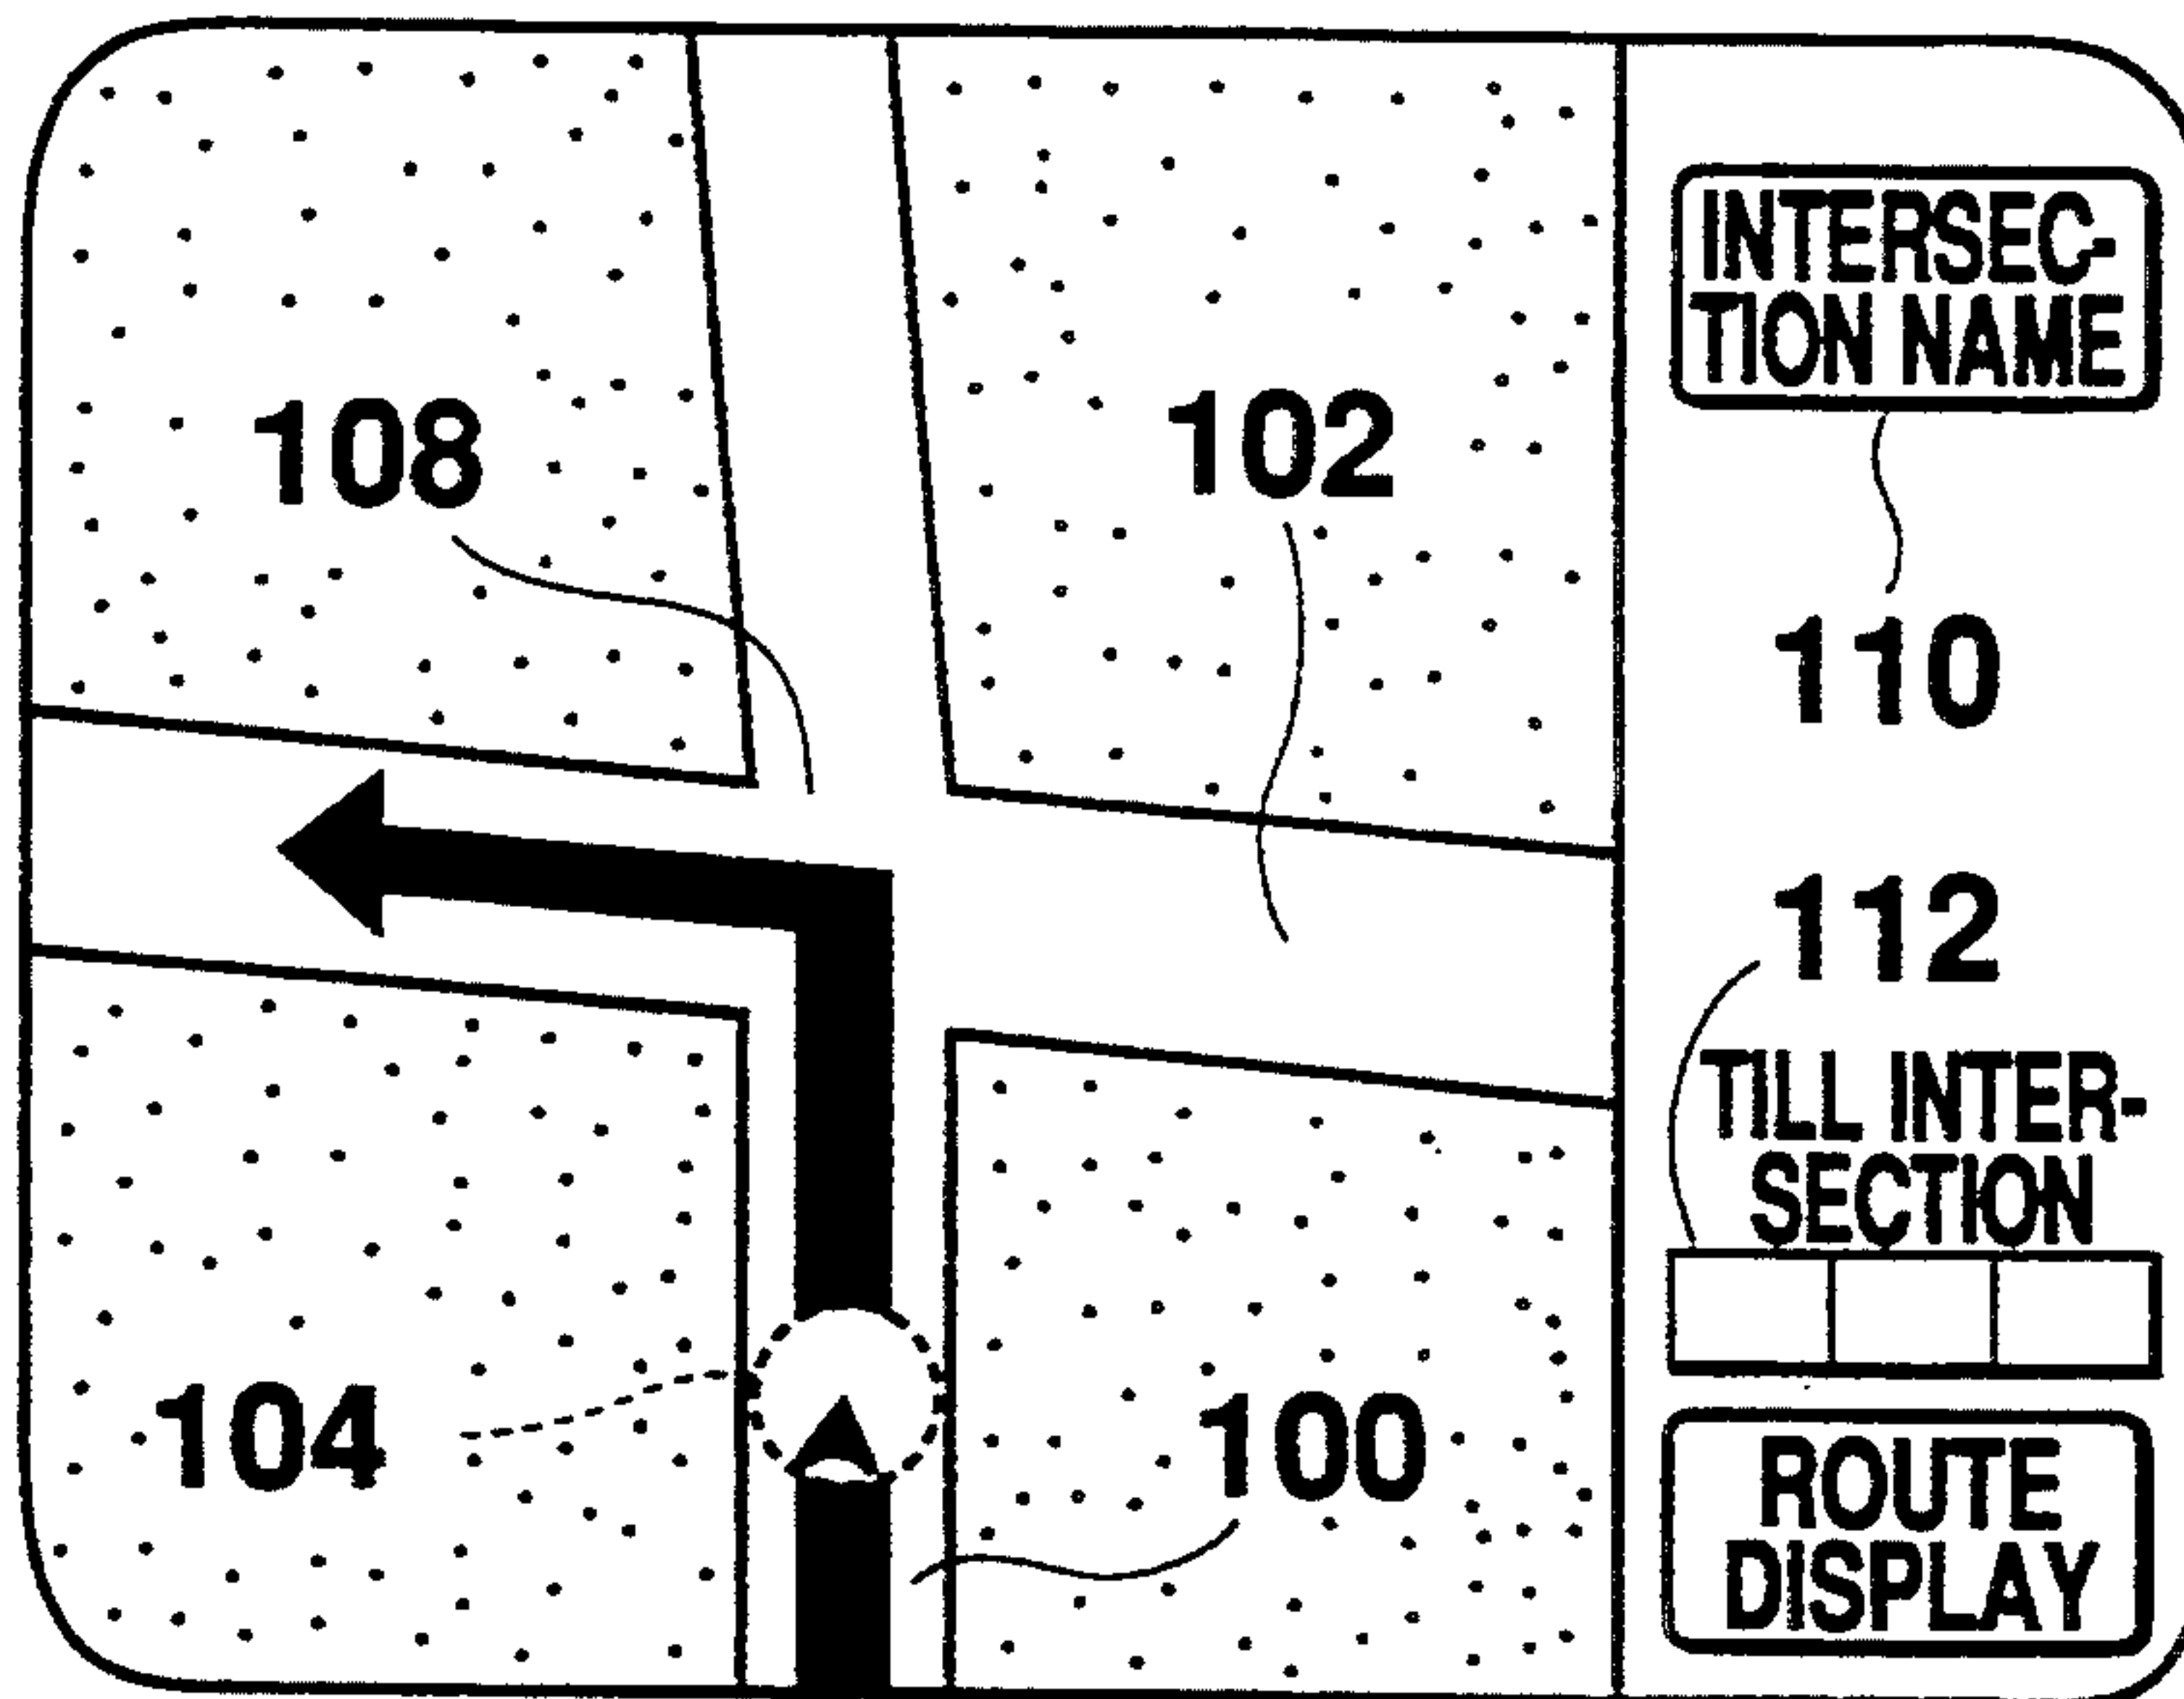 108
102
104
100
INTERSEC-
TION NAME
110
112
TILL INTER-
SECTION
ROUTE
DISPLAY